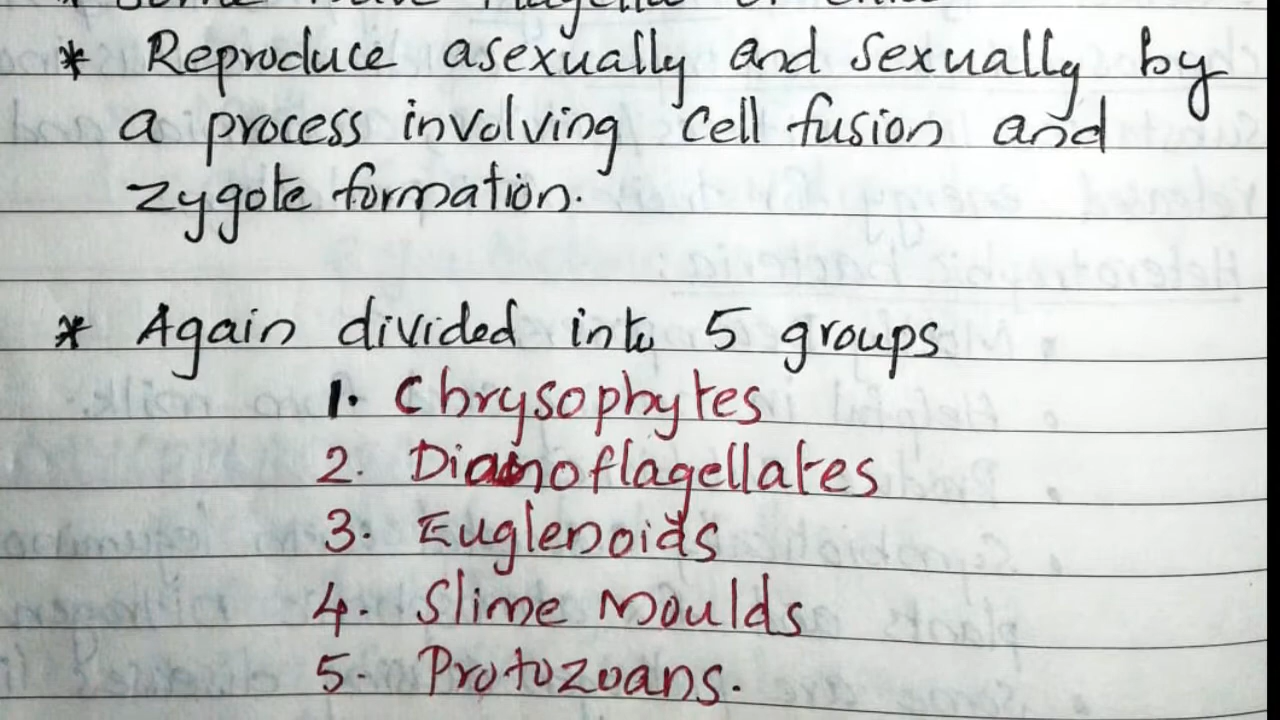 * Reproduce asexually and sexually by
a process involving cell fusion and
zygote formation.
* Again divided into 5 groups
1. Chrysophytes
2. Dianoflagellates
3. Euglenoids
4. Slime moulds
5. Protozoans.